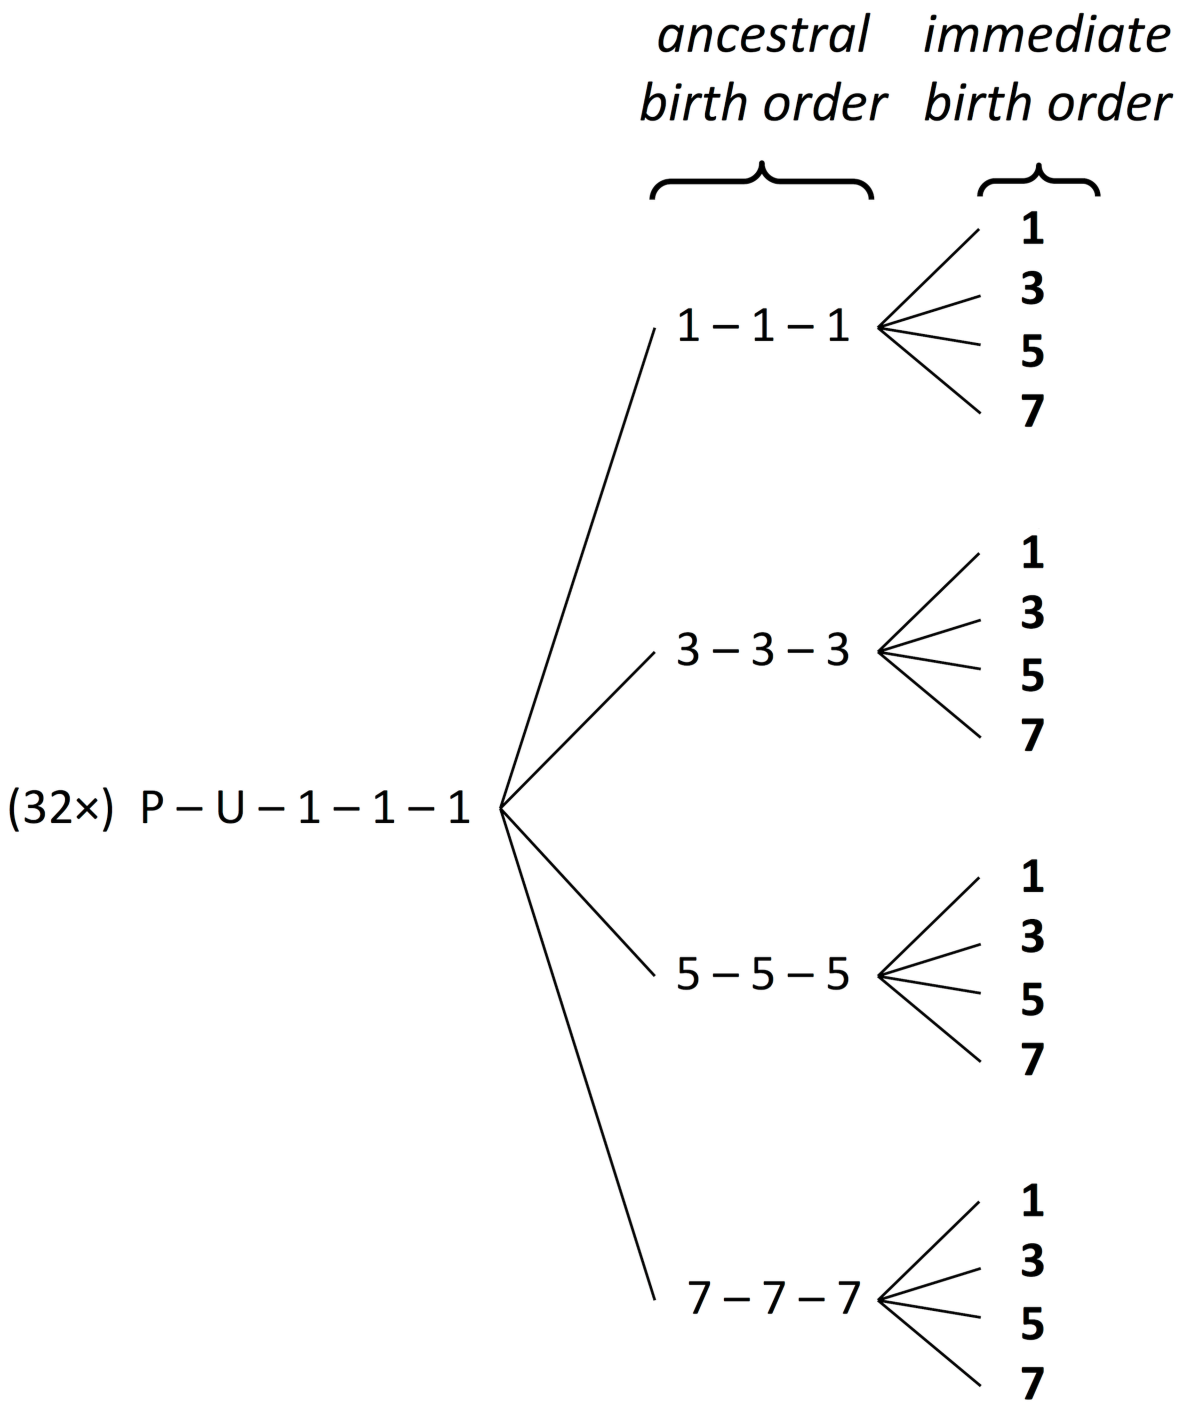 ancestral birth order
immediate birth order
1 – 1 – 1
1
3
5
7
3 – 3 – 3
1
3
5
7
(32×) P – U – 1 – 1 – 1
5 – 5 – 5
1
3
5
7
7 – 7 – 7
1
3
5
7